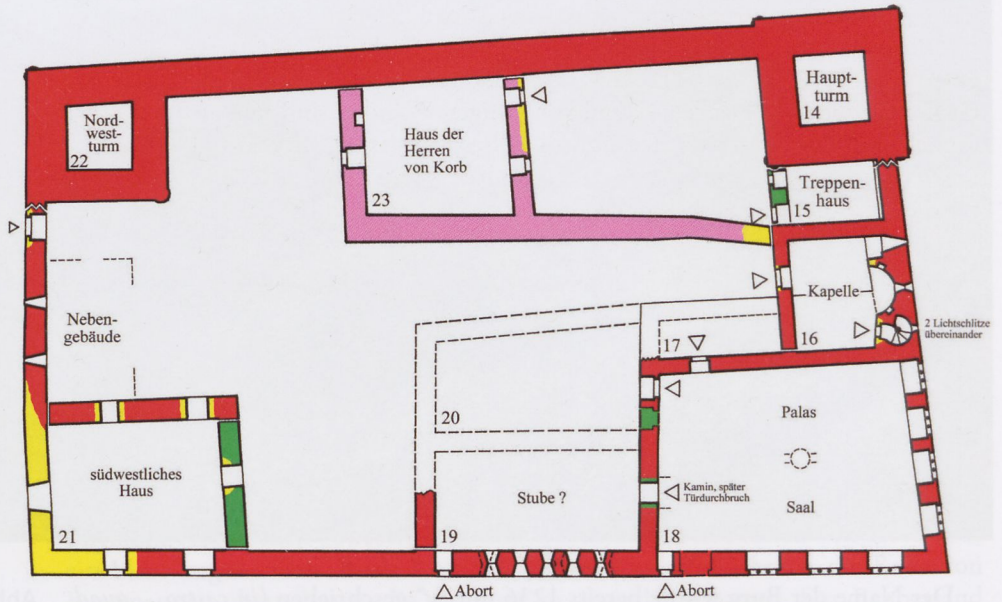 Haupt-
turm
14
Nord-
west-
turm
22
Haus der
Herren
von Korb
23
Treppen-
haus
15
Kapelle
16
2 Lichtschlitze
übereinander
Neben-
gebäude
17
20
Palas
Saal
18
südwestliches
Haus
21
Stube ?
19
Kamin, später
Türdurchbruch
Abort
Abort